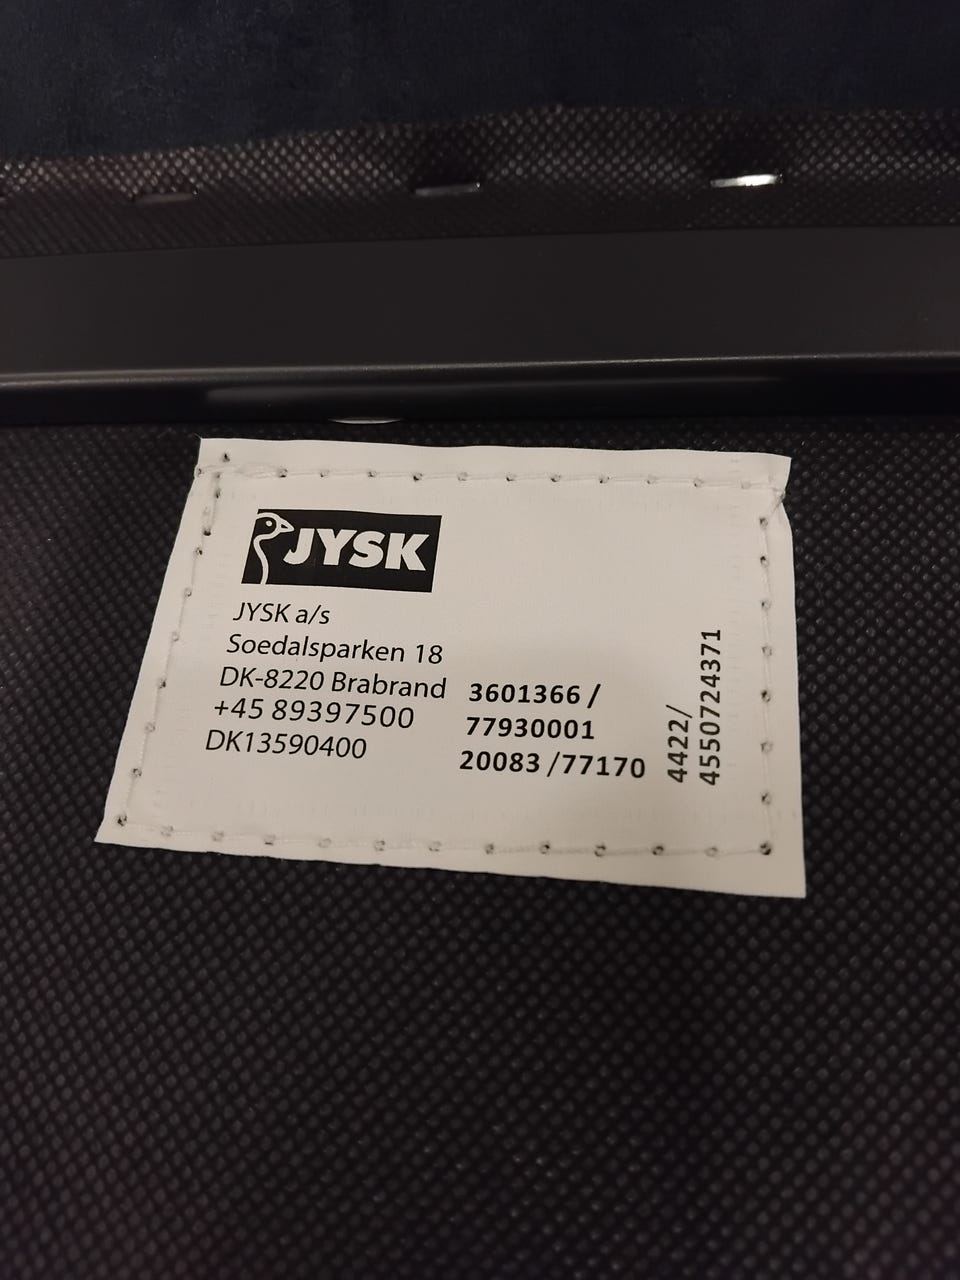 JYSK
JYSK a/s
Soedalsparken 18
DK-8220 Brabrand
+45 89397500
DK13590400
3601366 /
77930001
20083 /77170
4422/
4550724371